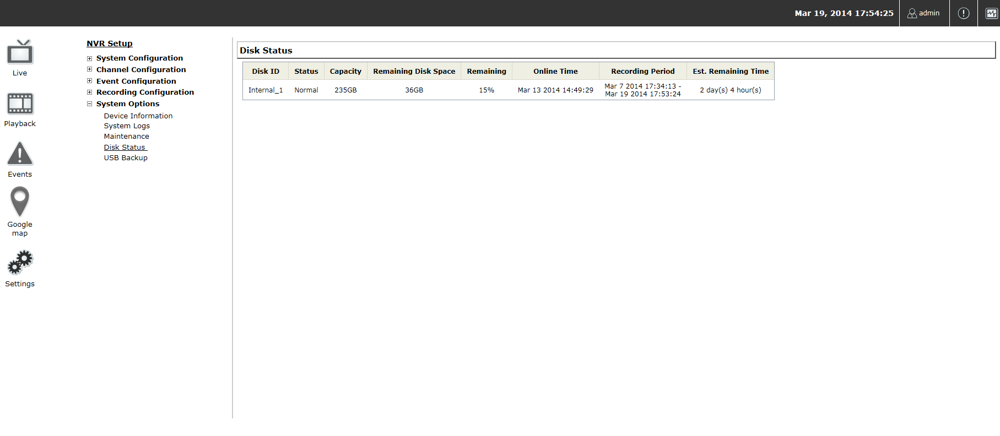 Mar 19, 2014 17:54:25
admin
Live
Playback
Events
Google
map
Settings
NVR Setup
System Configuration
Channel Configuration
Event Configuration
Recording Configuration
System Options
Device Information
System Logs
Maintenance
Disk Status
USB Backup
Disk Status
Disk ID Status Capacity Remaining Disk Space Remaining Online Time Recording Period Est. Remaining Time
Internal_1 Normal 235GB 36GB 15% Mar 13 2014 14:49:29 Mar 7 2014 17:34:13 -
Mar 19 2014 17:53:24 2 day(s) 4 hour(s)